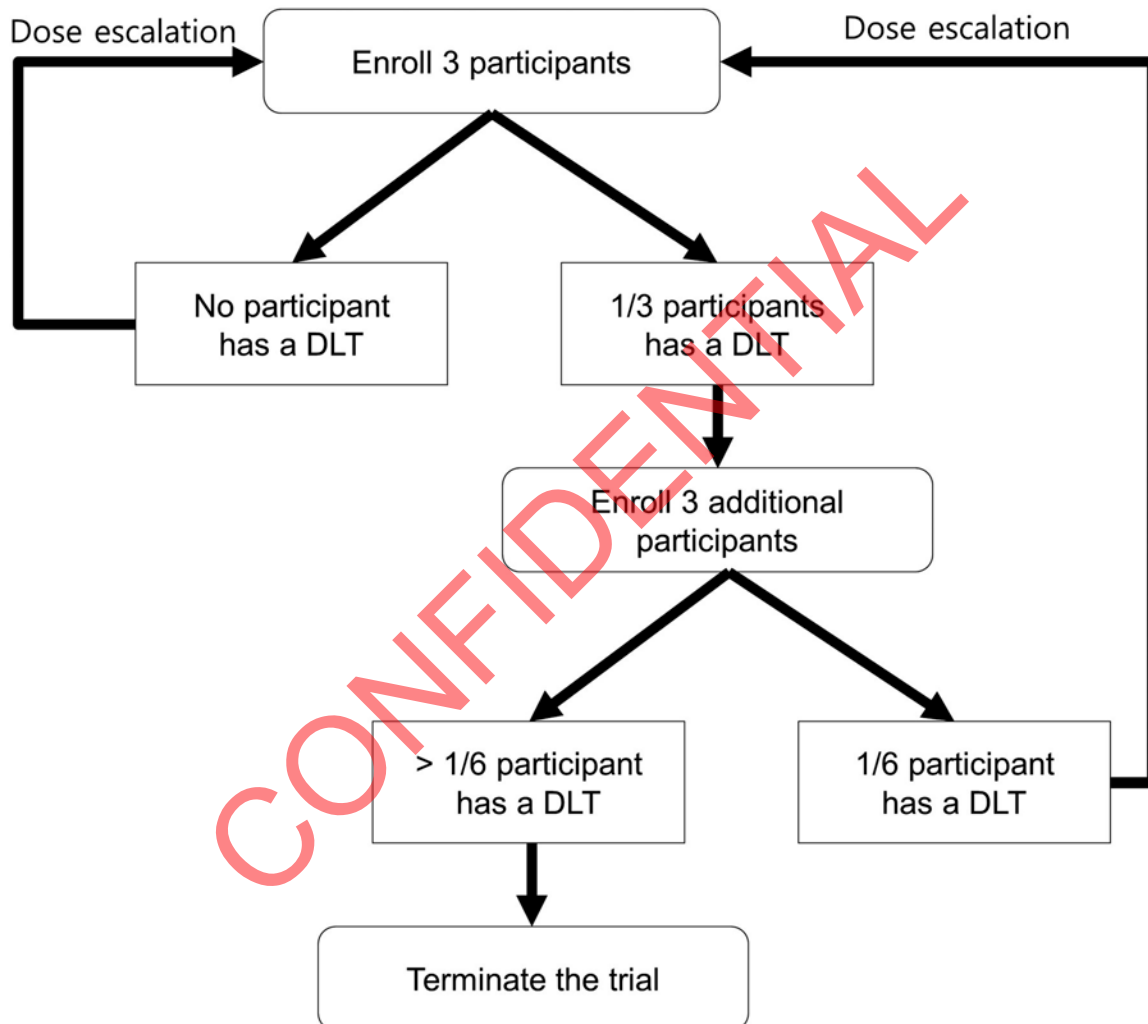 Dose escalation
Dose escalation
Enroll 3 participants
No participant
has a DLT
1/3 participants
has a DLT
Enroll 3 additional
participants
> 1/6 participant
has a DLT
1/6 participant
has a DLT
Terminate the trial
CONFIDENTIAL